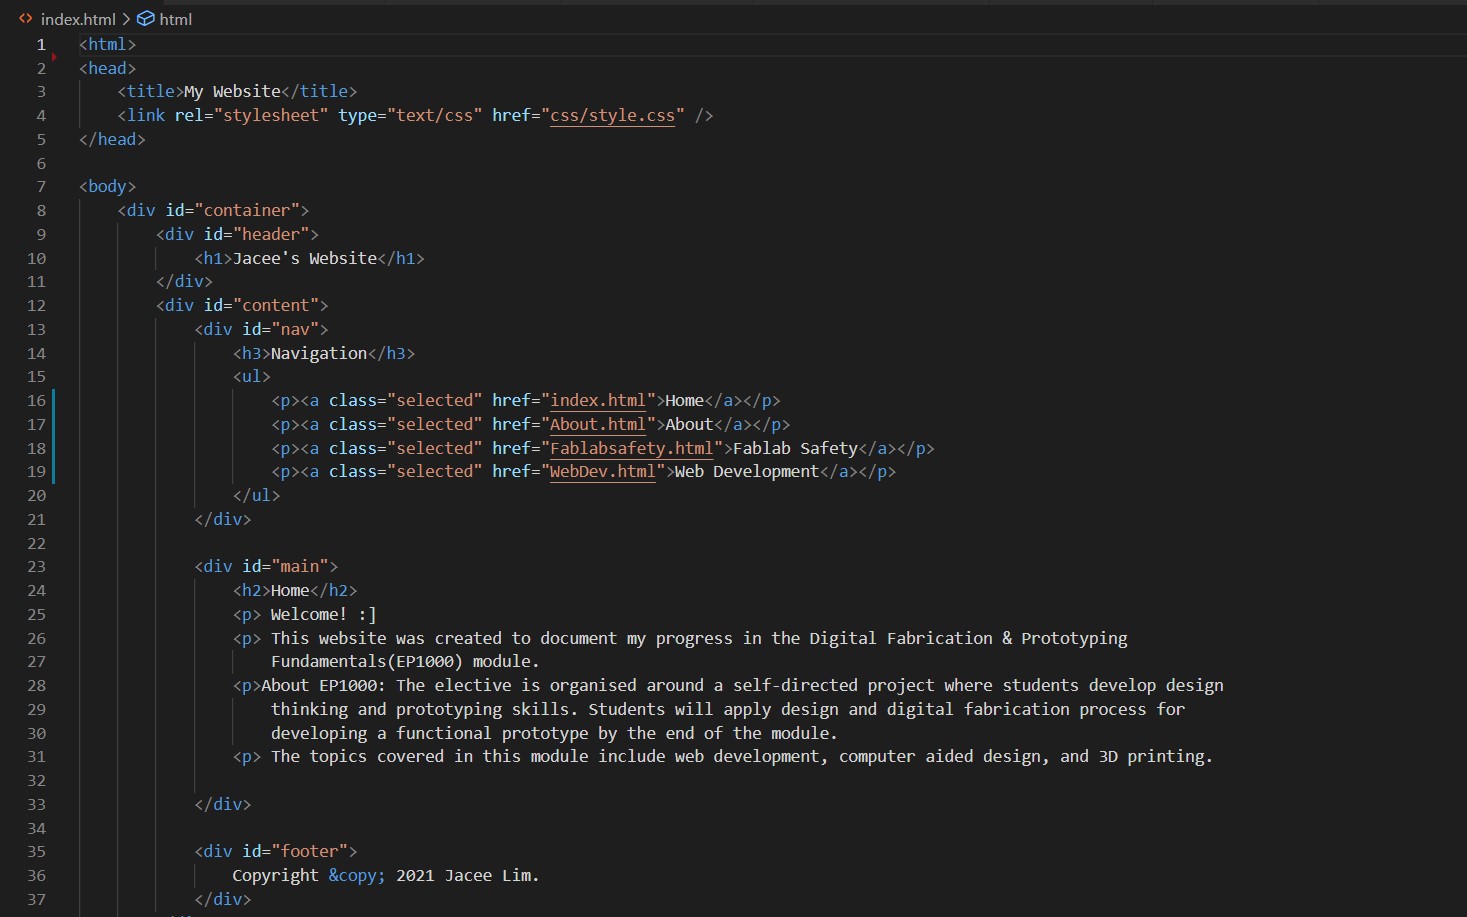 index.html > html
1 <html>
2 <head>
3     <title>My Website</title>
4     <link rel="stylesheet" type="text/css" href="css/style.css" />
5 </head>
6
7 <body>
8     <div id="container">
9         <div id="header">
10             <h1>Jacee's Website</h1>
11         </div>
12         <div id="content">
13             <div id="nav">
14                 <h3>Navigation</h3>
15                 <ul>
16                     <p><a class="selected" href="index.html">Home</a></p>
17                     <p><a class="selected" href="About.html">About</a></p>
18                     <p><a class="selected" href="Fablabsafety.html">Fablab Safety</a></p>
19                     <p><a class="selected" href="WebDev.html">Web Development</a></p>
20                 </ul>
21             </div>
22
23             <div id="main">
24                 <h2>Home</h2>
25                 <p> Welcome! :]
26                 <p> This website was created to document my progress in the Digital Fabrication & Prototyping
27                     Fundamentals(EP1000) module.
28                 <p>About EP1000: The elective is organised around a self-directed project where students develop design
29                     thinking and prototyping skills. Students will apply design and digital fabrication process for
30                     developing a functional prototype by the end of the module.
31                 <p> The topics covered in this module include web development, computer aided design, and 3D printing.
32
33             </div>
34
35             <div id="footer">
36                 Copyright &copy; 2021 Jacee Lim.
37             </div>